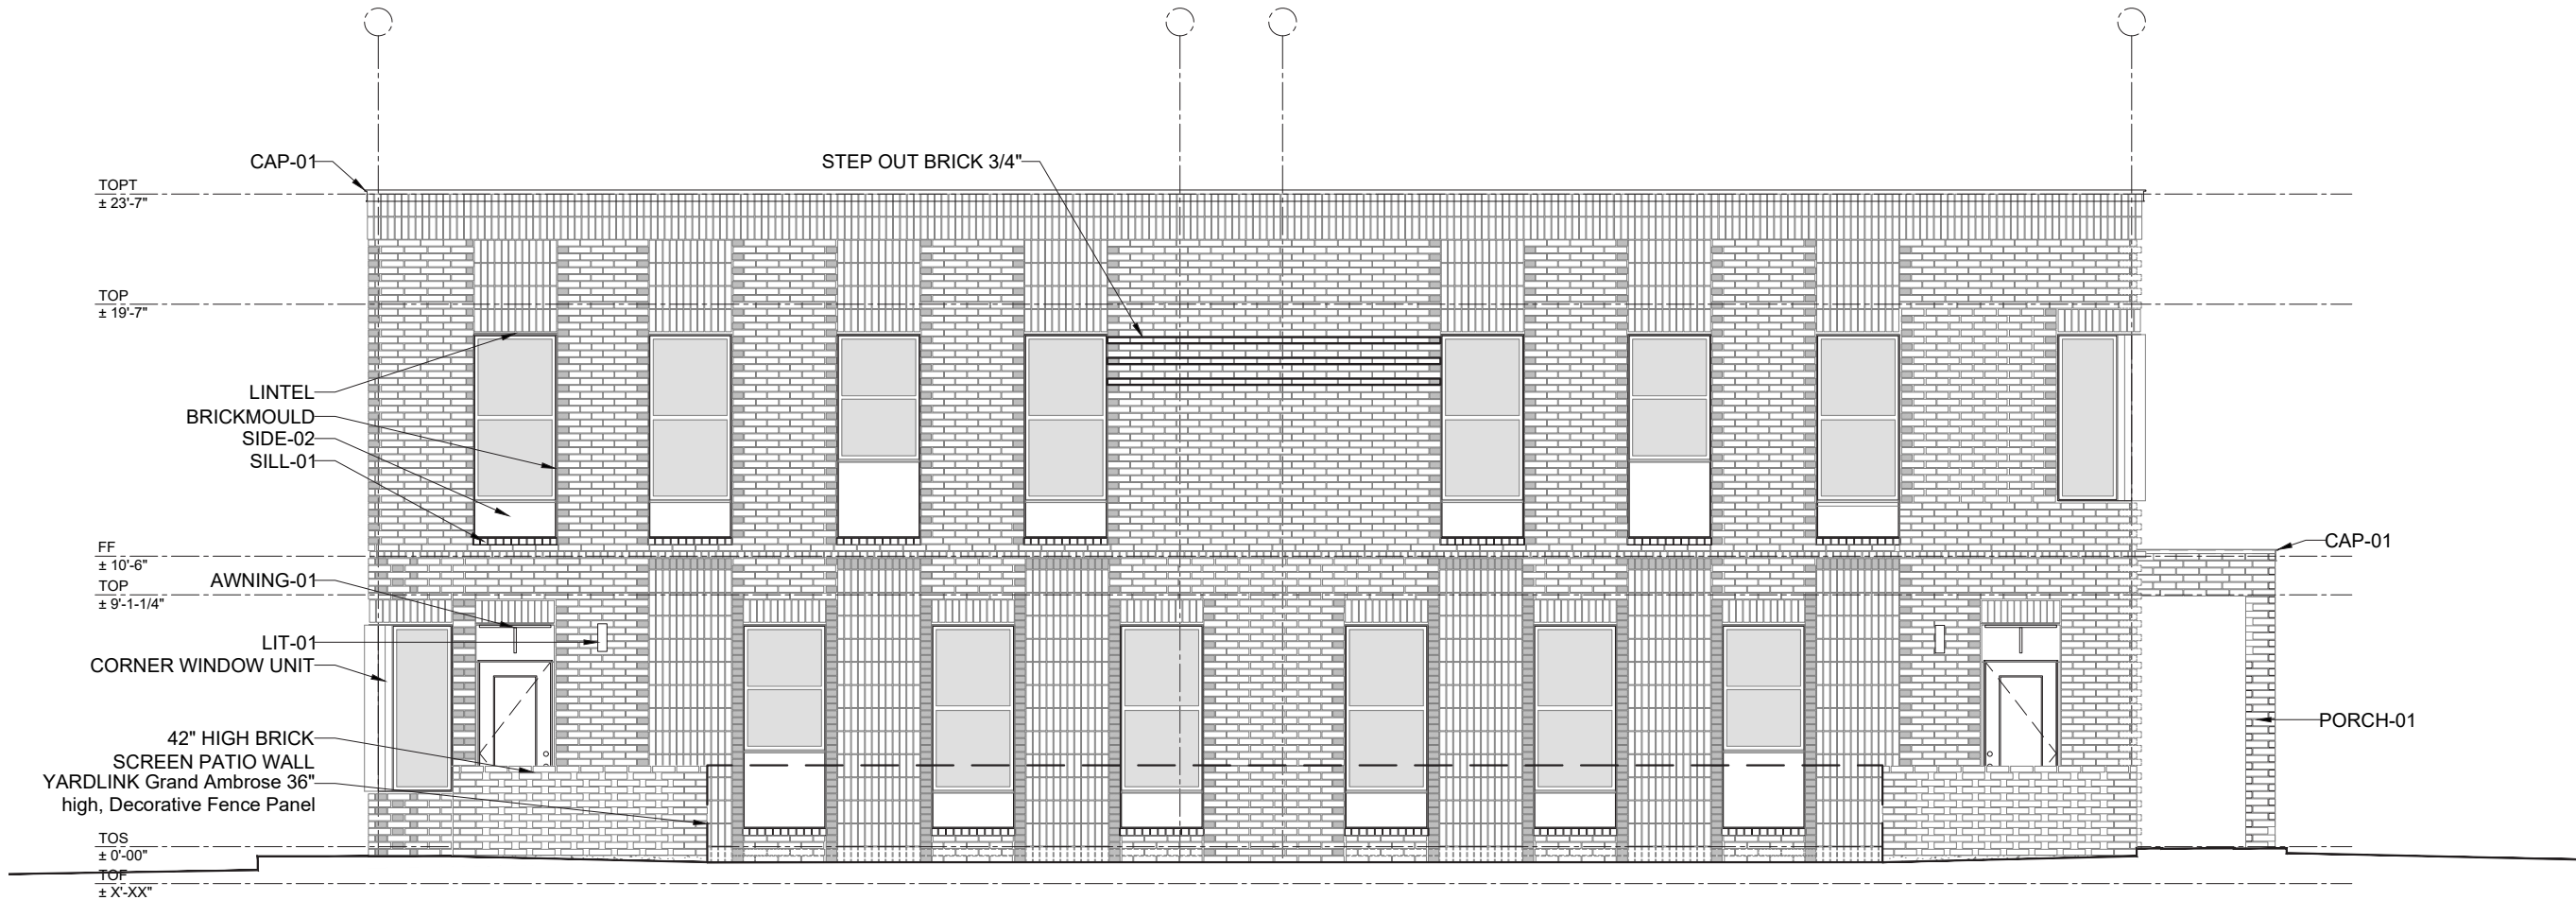 CAP-01
STEP OUT BRICK 3/4"
TOPT
± 23'-7"
TOP
± 19'-7"
LINTEL
BRICKMOULD
SIDE-02
SILL-01
FF
± 10'-6"
CAP-01
TOP
± 9'-1-1/4"
AWNING-01
LIT-01
CORNER WINDOW UNIT
PORCH-01
42" HIGH BRICK
SCREEN PATIO WALL
YARDLINK Grand Ambrose 36"
high, Decorative Fence Panel
TOS
± 0'-00"
TOF
± X'-XX"